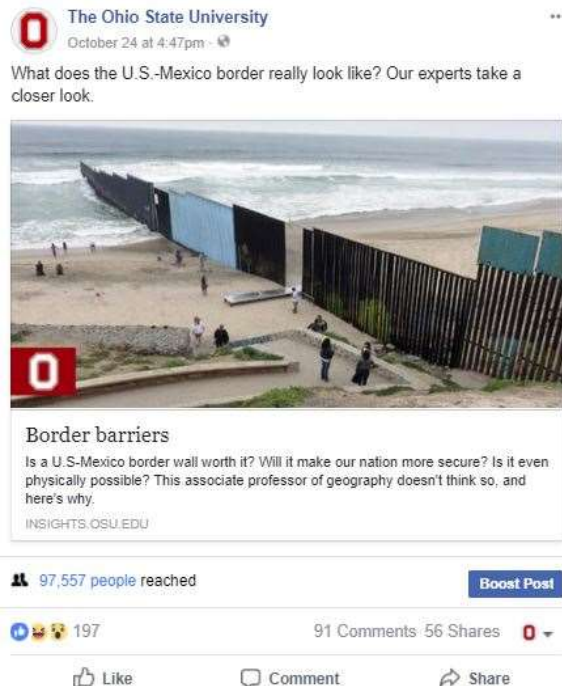 The Ohio State University
October 24 at 4:47pm ·
What does the U.S.-Mexico border really look like? Our experts take a
closer look.
O
Border barriers
Is a U.S-Mexico border wall worth it? Will it make our nation more secure? Is it even
physically possible? This associate professor of geography doesn't think so, and
here's why.
INSIGHTS.OSU.EDU
97,557 people reached
Boost Post
197
91 Comments 56 Shares
Like
Comment
Share